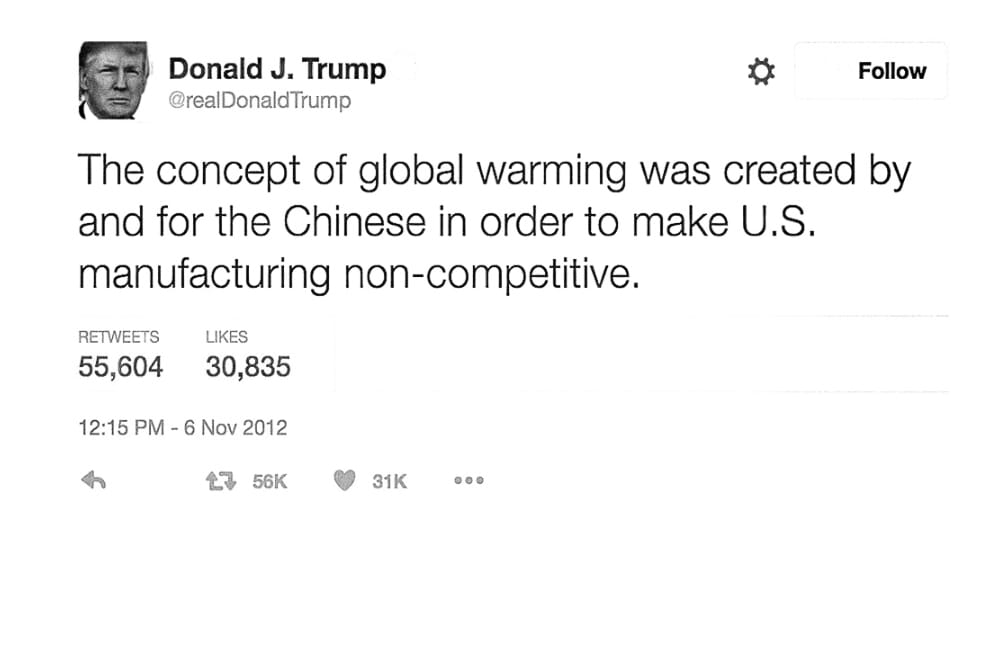 Donald J. Trump
@realDonaldTrump
Follow
The concept of global warming was created by
and for the Chinese in order to make U.S.
manufacturing non-competitive.
RETWEETS LIKES
55,604 30,835
12:15 PM - 6 Nov 2012
56K 31K